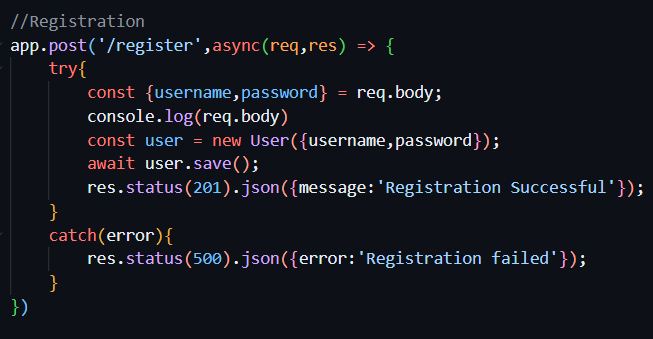 //Registration
app.post('/register',async(req,res) => {
    try{
        const {username,password} = req.body;
        console.log(req.body)
        const user = new User({username,password});
        await user.save();
        res.status(201).json({message:'Registration Successful'});
    }
    catch(error){
        res.status(500).json({error:'Registration failed'});
    }
})